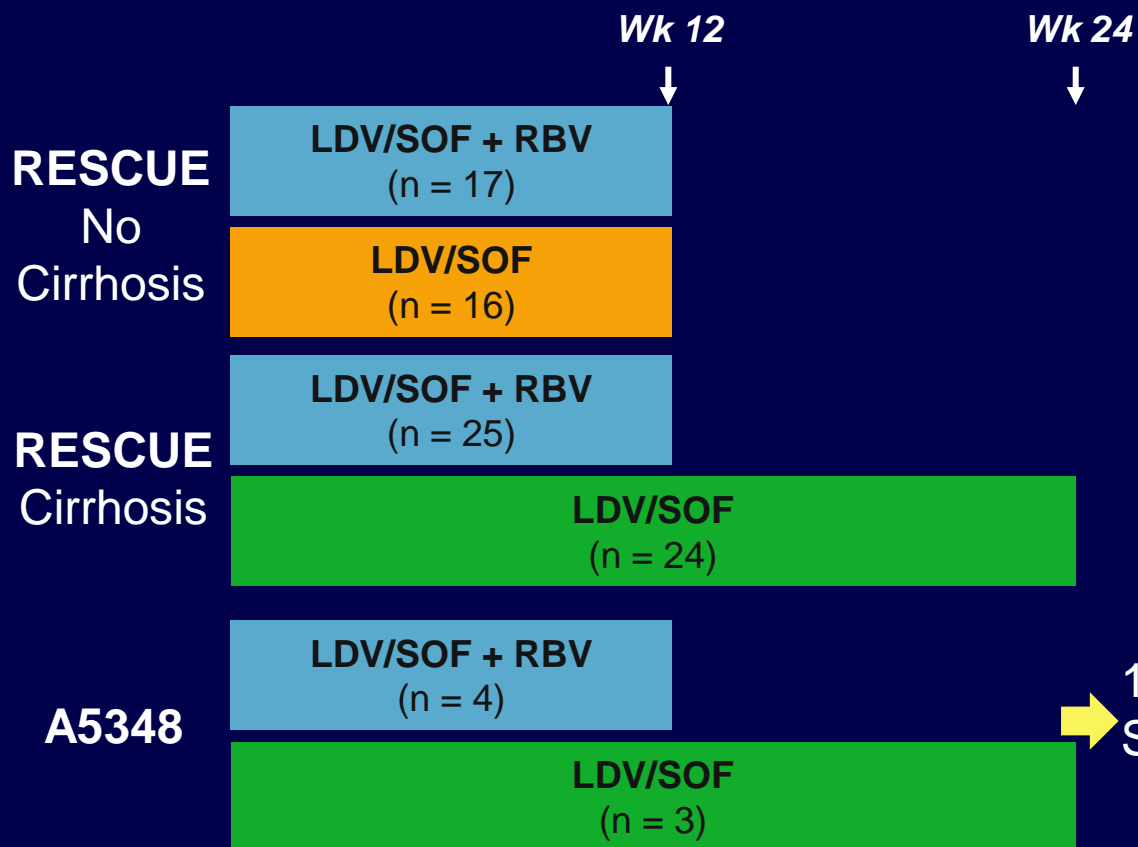 Wk 12
Wk 24
RESCUE
No
Cirrhosis
LDV/SOF + RBV
(n = 17)
LDV/SOF
(n = 16)
RESCUE
Cirrhosis
LDV/SOF + RBV
(n = 25)
LDV/SOF
(n = 24)
A5348
LDV/SOF + RBV
(n = 4)
LDV/SOF
(n = 3)
1
S